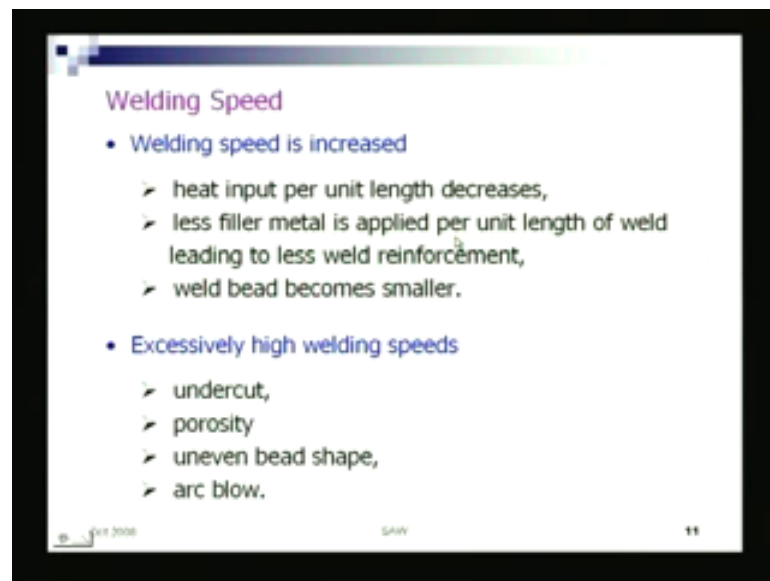 Welding Speed
• Welding speed is increased
➢ heat input per unit length decreases,
➢ less filler metal is applied per unit length of weld
leading to less weld reinforcement,
➢ weld bead becomes smaller.
• Excessively high welding speeds
➢ undercut,
➢ porosity
➢ uneven bead shape,
➢ arc blow.
Oct 2008 SAW 11